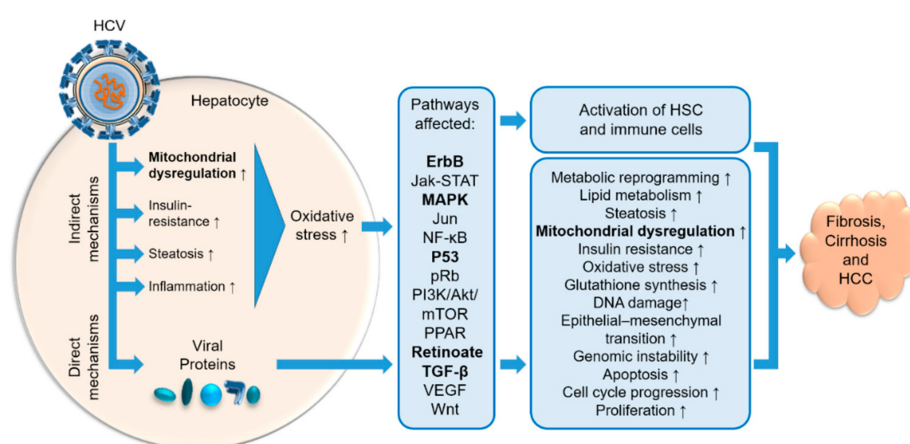 HCV
Hepatocyte
Indirect
mechanisms
Mitochondrial
dysregulation ↑
Insulin-
resistance ↑
Steatosis ↑
Inflammation ↑
Oxidative
stress ↑
Direct
mechanisms
Viral
Proteins
Pathways
affected:
ErbB
Jak-STAT
MAPK
Jun
NF-κB
P53
pRb
PI3K/Akt/
mTOR
PPAR
Retinoate
TGF-β
VEGF
Wnt
Activation of HSC
and immune cells
Metabolic reprogramming ↑
Lipid metabolism ↑
Steatosis ↑
Mitochondrial dysregulation ↑
Insulin resistance ↑
Oxidative stress ↑
Glutathione synthesis ↑
DNA damage↑
Epithelial–mesenchymal
transition ↑
Genomic instability ↑
Apoptosis ↑
Cell cycle progression ↑
Proliferation ↑
Fibrosis,
Cirrhosis
and
HCC